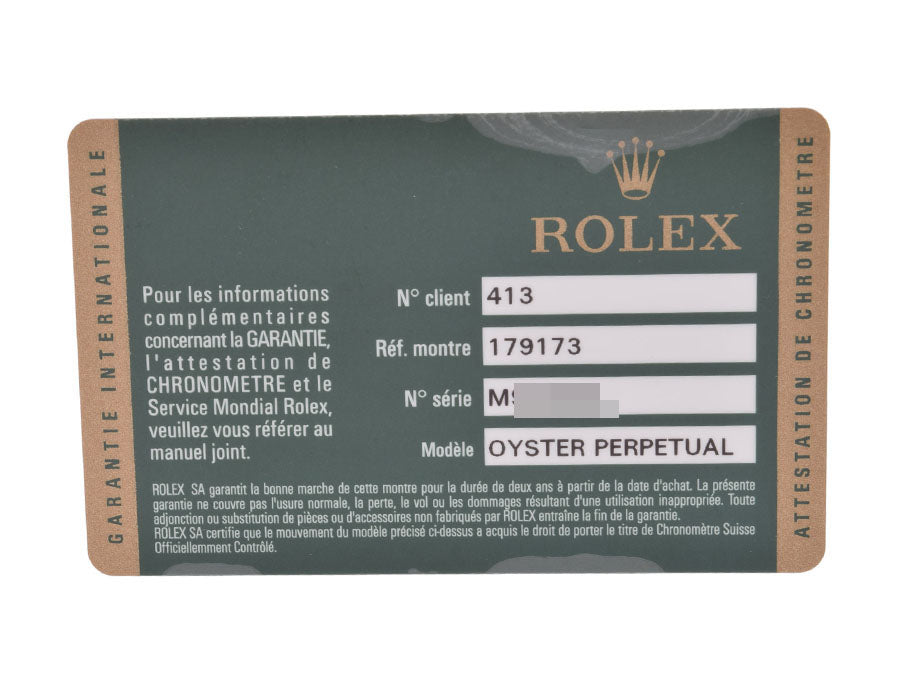 GARANTIE INTERNATIONALE
ROLEX
Pour les informations
complémentaires
concernant la GARANTIE,
l'attestation de
CHRONOMETRE et le
Service Mondial Rolex,
veuillez vous référer au
manuel joint.
N° client 413
Réf. montre 179173
N° série
Modèle OYSTER PERPETUAL
ROLEX SA garantit la bonne marche de cette montre pour la durée de deux ans à partir de la date d'achat. La présente
garantie ne couvre pas l'usure normale, la perte, le vol ou les dommages résultant d'une utilisation inappropriée. Toute
adjonction ou substitution de pièces ou d'accessoires non fabriqués par ROLEX entraîne la fin de la garantie.
ROLEX SA certifie que le mouvement du modèle précisé ci-dessus a acquis le droit de porter le titre de Chronomètre Suisse
Officiellemment Contrôlé.
ATTESTATION DE CHRONOMETRE